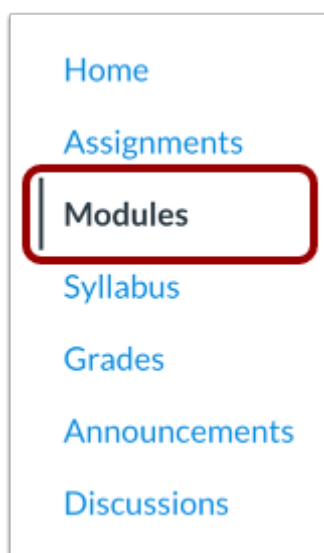 Home
Assignments
Modules
Syllabus
Grades
Announcements
Discussions